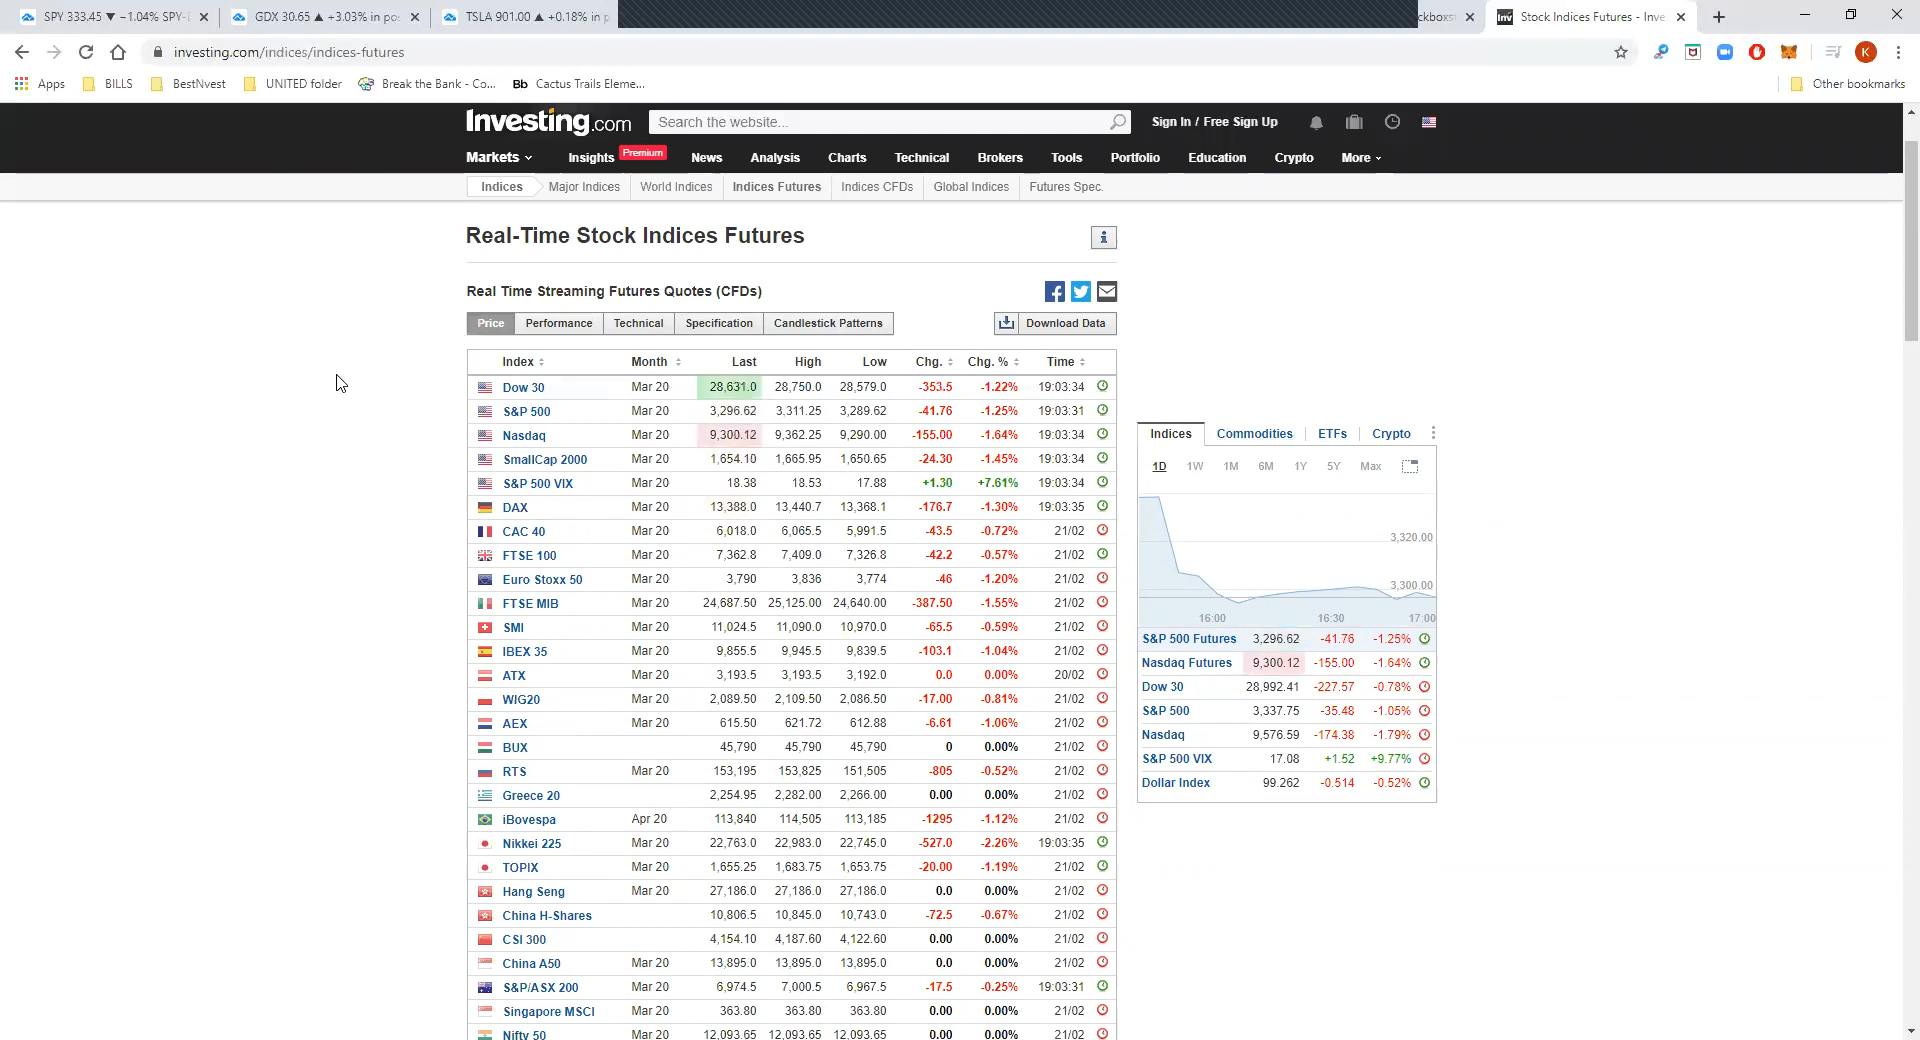 SPY 333.45 ▼ −1.04% SPY-
GDX 30.65 ▲ +3.03% in po
TSLA 901.00 ▲ +0.18% in p
ckboxst
Stock Indices Futures - Inve
investing.com/indices/indices-futures
K
Apps BILLS BestNvest UNITED folder Break the Bank - Co... Bb Cactus Trails Eleme... Other bookmarks
Investing.com Search the website... Sign In / Free Sign Up
Markets Insights Premium News Analysis Charts Technical Brokers Tools Portfolio Education Crypto More
Indices Major Indices World Indices Indices Futures Indices CFDs Global Indices Futures Spec.
Real-Time Stock Indices Futures
Real Time Streaming Futures Quotes (CFDs)
Price Performance Technical Specification Candlestick Patterns Download Data
Index Month Last High Low Chg. Chg. % Time
Dow 30 Mar 20 28,631.0 28,750.0 28,579.0 -353.5 -1.22% 19:03:34
S&P 500 Mar 20 3,296.62 3,311.25 3,289.62 -41.76 -1.25% 19:03:31
Nasdaq Mar 20 9,300.12 9,362.25 9,290.00 -155.00 -1.64% 19:03:34
SmallCap 2000 Mar 20 1,654.10 1,665.95 1,650.65 -24.30 -1.45% 19:03:34
S&P 500 VIX Mar 20 18.38 18.53 17.88 +1.30 +7.61% 19:03:34
DAX Mar 20 13,388.0 13,440.7 13,368.1 -176.7 -1.30% 19:03:35
CAC 40 Mar 20 6,018.0 6,065.5 5,991.5 -43.5 -0.72% 21/02
FTSE 100 Mar 20 7,362.8 7,409.0 7,326.8 -42.2 -0.57% 21/02
Euro Stoxx 50 Mar 20 3,790 3,836 3,774 -46 -1.20% 21/02
FTSE MIB Mar 20 24,687.50 25,125.00 24,640.00 -387.50 -1.55% 21/02
SMI Mar 20 11,024.5 11,090.0 10,970.0 -65.5 -0.59% 21/02
IBEX 35 Mar 20 9,855.5 9,945.5 9,839.5 -103.1 -1.04% 21/02
ATX Mar 20 3,193.5 3,193.5 3,192.0 0.0 0.00% 20/02
WIG20 Mar 20 2,089.50 2,109.50 2,086.50 -17.00 -0.81% 21/02
AEX Mar 20 615.50 621.72 612.88 -6.61 -1.06% 21/02
BUX 45,790 45,790 45,790 0 0.00% 21/02
RTS Mar 20 153,195 153,825 151,505 -805 -0.52% 21/02
Greece 20 2,254.95 2,282.00 2,266.00 0.00 0.00% 21/02
iBovespa Apr 20 113,840 114,505 113,185 -1295 -1.12% 21/02
Nikkei 225 Mar 20 22,763.0 22,983.0 22,745.0 -527.0 -2.26% 19:03:35
TOPIX Mar 20 1,655.25 1,683.75 1,653.75 -20.00 -1.19% 21/02
Hang Seng Mar 20 27,186.0 27,186.0 27,186.0 0.0 0.00% 21/02
China H-Shares 10,806.5 10,845.0 10,743.0 -72.5 -0.67% 21/02
CSI 300 4,154.10 4,187.60 4,122.60 0.00 0.00% 21/02
China A50 Mar 20 13,895.0 13,895.0 13,895.0 0.0 0.00% 21/02
S&P/ASX 200 Mar 20 6,974.5 7,000.5 6,967.5 -17.5 -0.25% 19:03:31
Singapore MSCI Mar 20 363.80 363.80 363.80 0.00 0.00% 21/02
Nifty 50 Mar 20 12,093.65 12,093.65 12,093.65 0.00 0.00% 21/02
Indices Commodities ETFs Crypto
1D 1W 1M 6M 1Y 5Y Max
3,320.00
3,300.00
16:00 16:30 17:00
S&P 500 Futures 3,296.62 -41.76 -1.25%
Nasdaq Futures 9,300.12 -155.00 -1.64%
Dow 30 28,992.41 -227.57 -0.78%
S&P 500 3,337.75 -35.48 -1.05%
Nasdaq 9,576.59 -174.38 -1.79%
S&P 500 VIX 17.08 +1.52 +9.77%
Dollar Index 99.262 -0.514 -0.52%